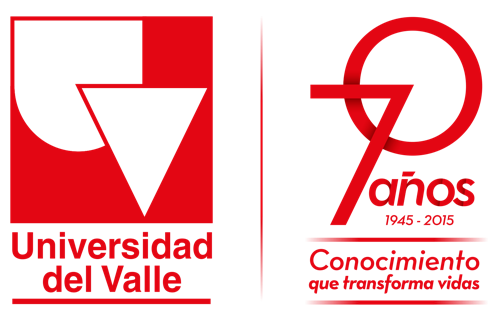 Universidad
del Valle
70
años
1945 - 2015
Conocimiento
que transforma vidas